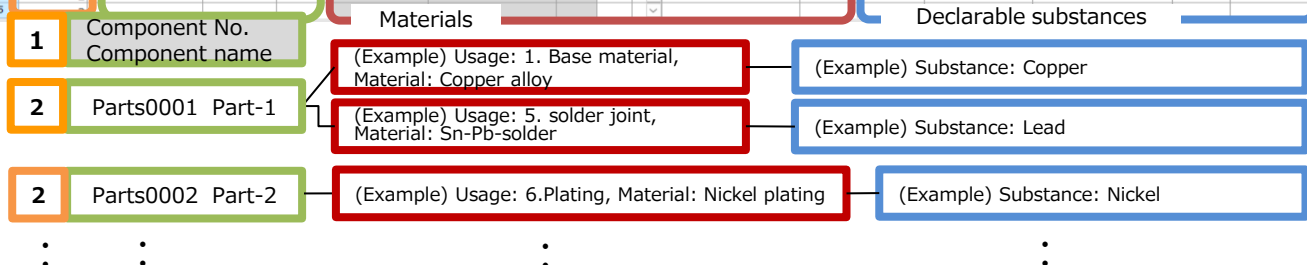 Materials
Declarable substances
1
Component No.
Component name
(Example) Usage: 1. Base material,
Material: Copper alloy
(Example) Substance: Copper
2
Parts0001 Part-1
(Example) Usage: 5. solder joint,
Material: Sn-Pb-solder
(Example) Substance: Lead
2
Parts0002 Part-2
(Example) Usage: 6.Plating, Material: Nickel plating
(Example) Substance: Nickel